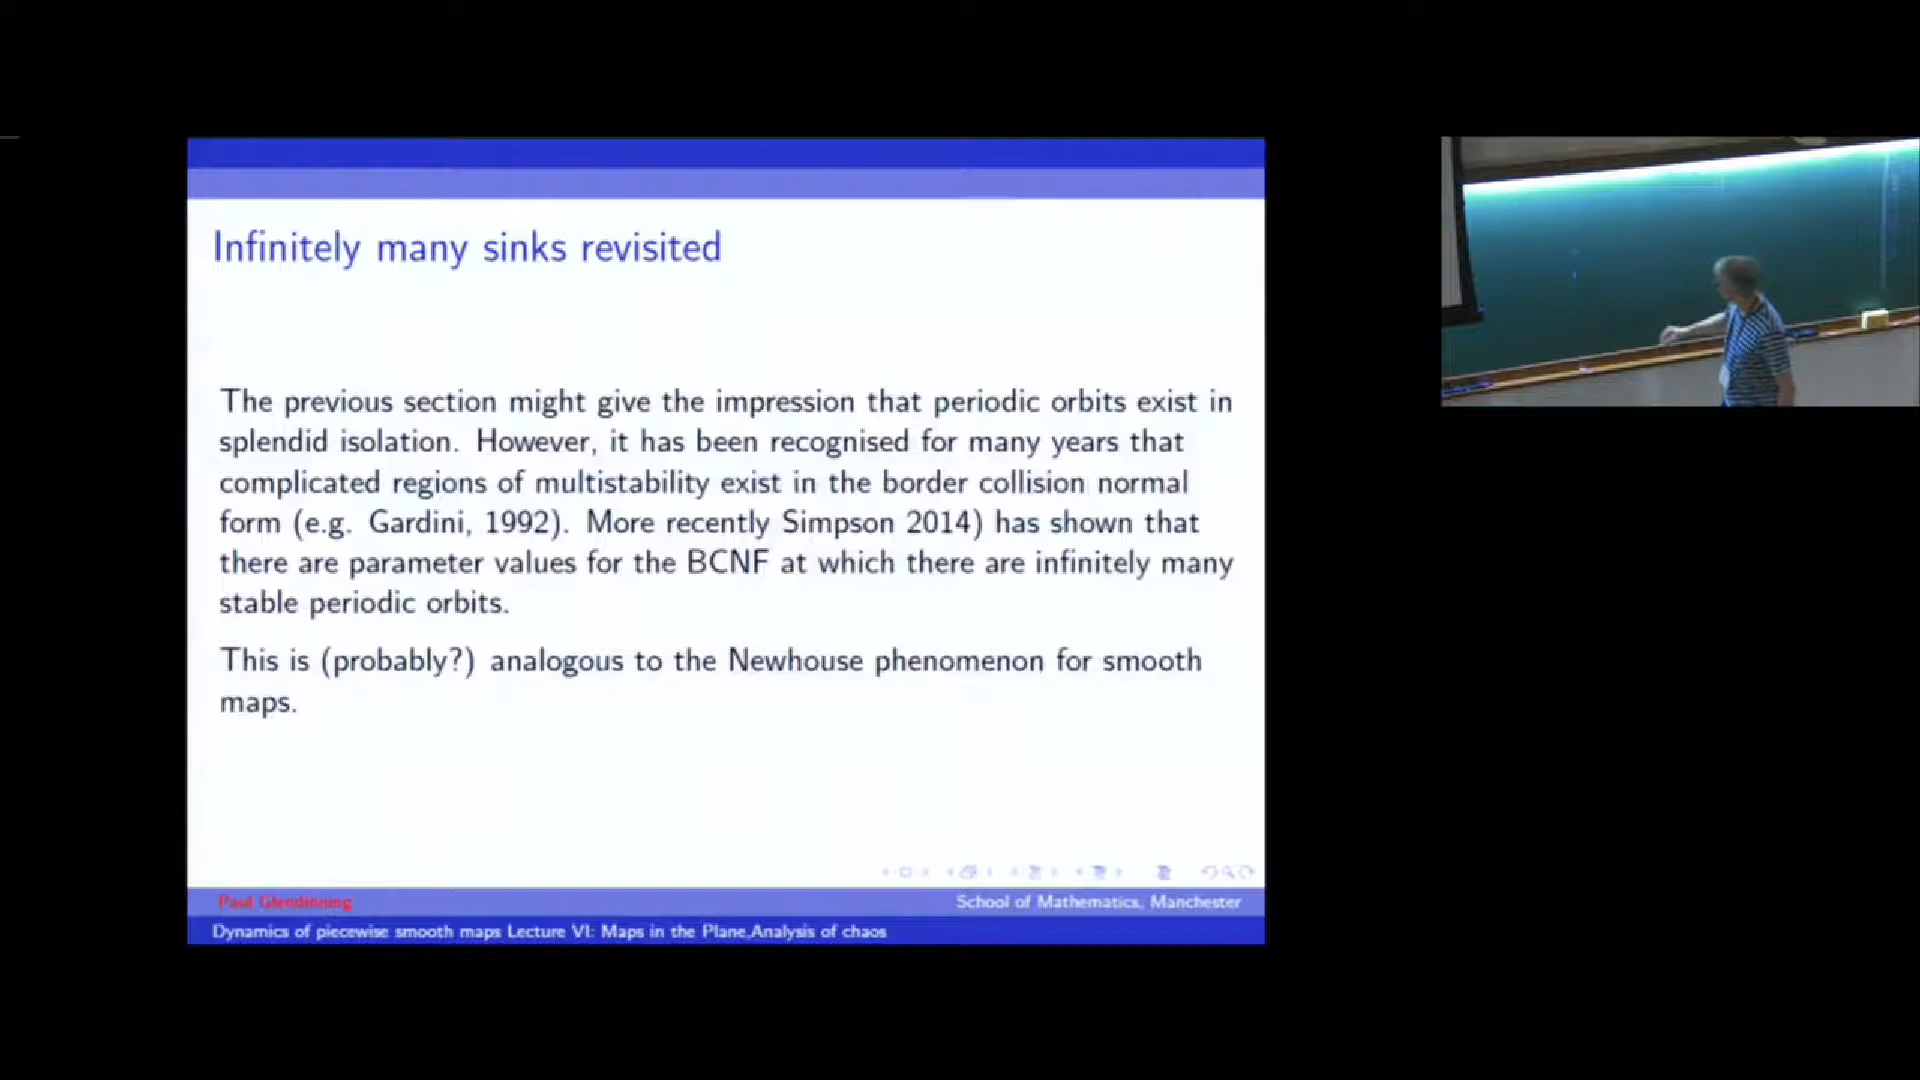 Infinitely many sinks revisited
The previous section might give the impression that periodic orbits exist in
splendid isolation. However, it has been recognised for many years that
complicated regions of multistability exist in the border collision normal
form (e.g. Gardini, 1992). More recently Simpson 2014) has shown that
there are parameter values for the BCNF at which there are infinitely many
stable periodic orbits.
This is (probably?) analogous to the Newhouse phenomenon for smooth
maps.
Paul Glendinning
School of Mathematics, Manchester
Dynamics of piecewise smooth maps Lecture VI: Maps in the Plane,Analysis of chaos